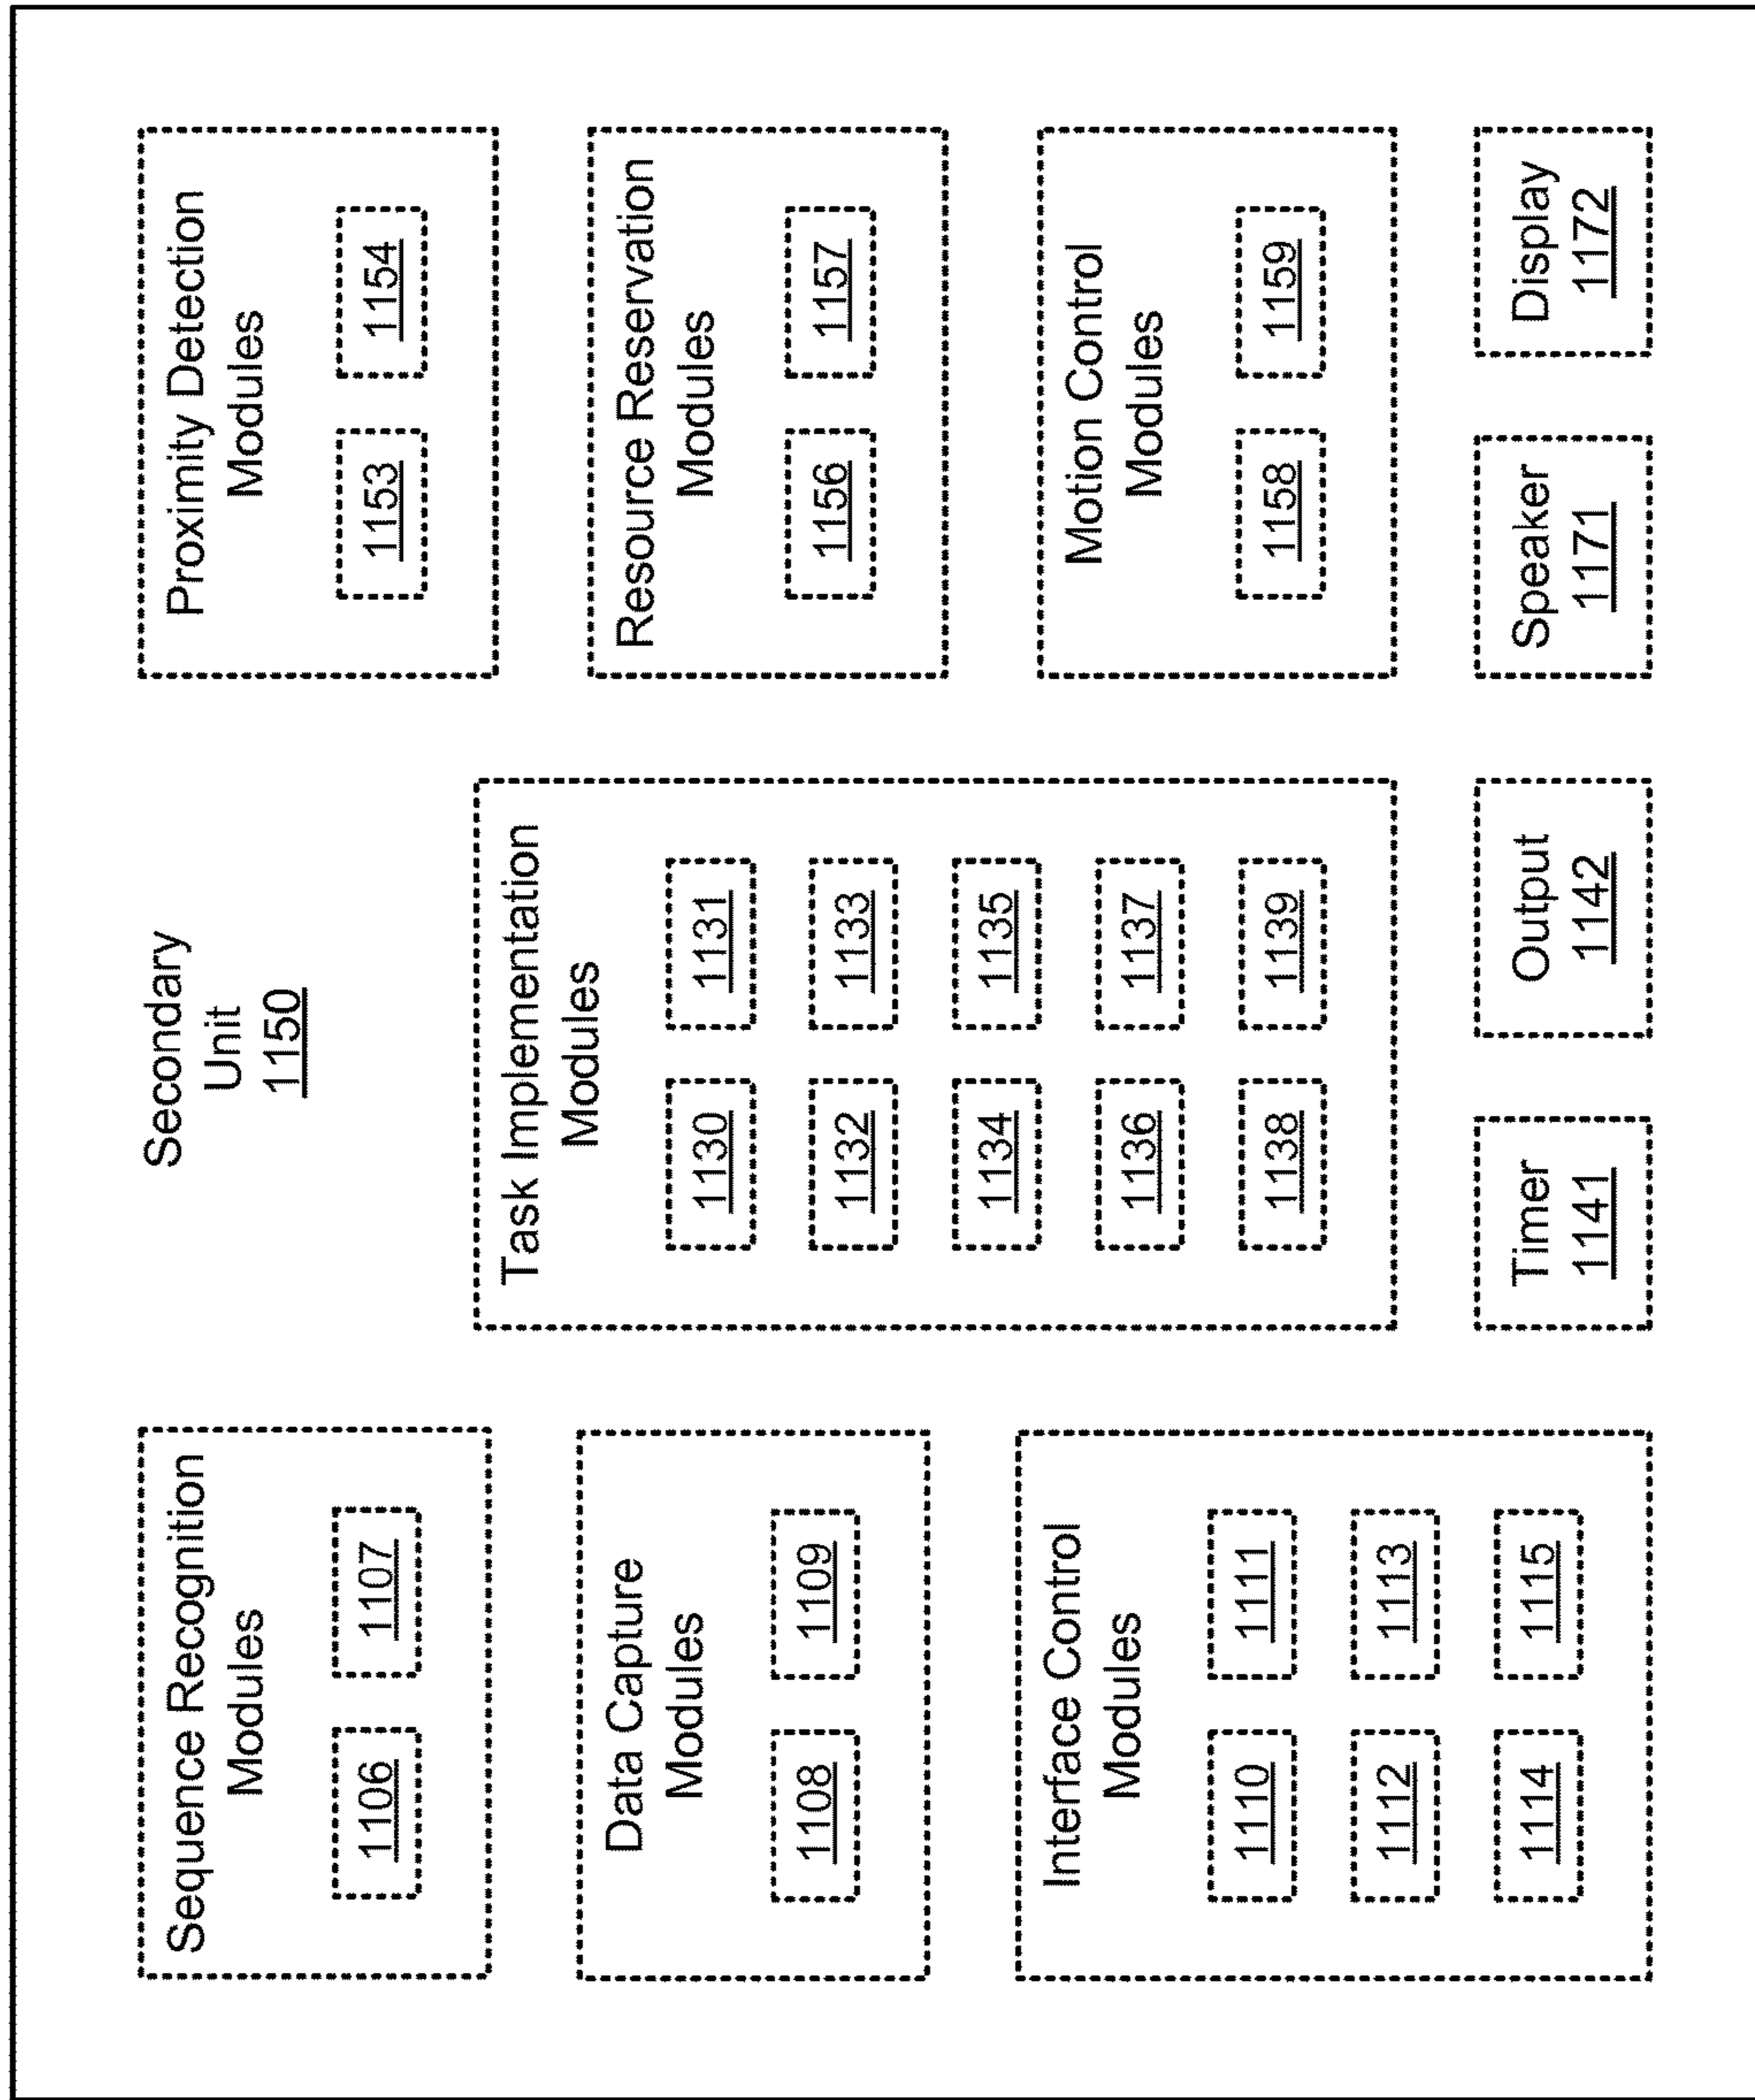 Secondary
Unit
1150
Sequence Recognition
Modules
1106 1107
Data Capture
Modules
1108 1109
Interface Control
Modules
1110 1111
1112 1113
1114 1115
Task Implementation
Modules
1130 1131
1132 1133
1134 1135
1136 1137
1138 1139
Timer
1141
Output
1142
Proximity Detection
Modules
1153 1154
Resource Reservation
Modules
1156 1157
Motion Control
Modules
1158 1159
Speaker
1171
Display
1172